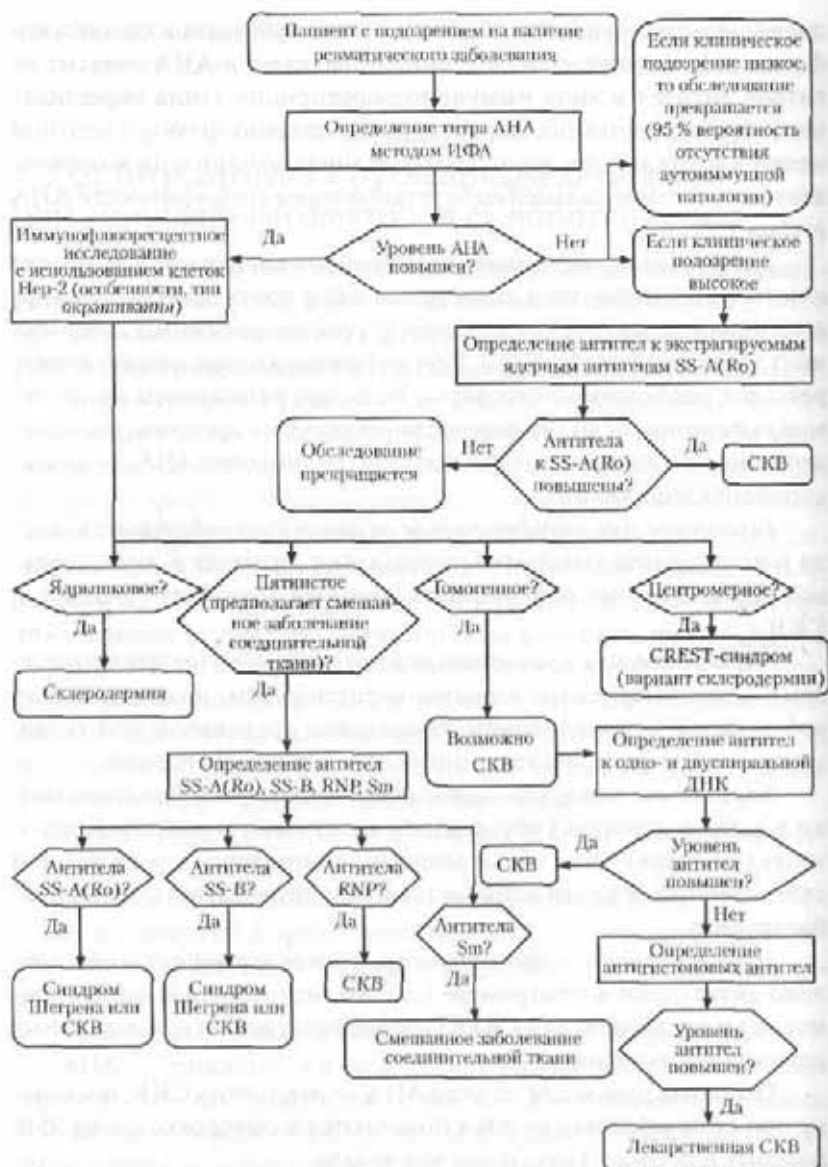 Пациент с подозрением на наличие
ревматического заболевания
Если клиническое
подозрение низкое,
то обследование
прекращается
(95 % вероятность
отсутствия
аутоиммунной
патологии)
Определение титра АНА
методом ИФА
Иммунофлюоресцентное
исследование
с использованием клеток
Hep-2 (особенности, тип
окрашивания)
Да
Уровень АНА
повышен?
Нет
Если клиническое
подозрение
высокое
Определение антител к экстрагируемым
ядерным антигенам SS-A(Ro)
Обследование
прекращается
Нет
Антитела
к SS-A(Ro)
повышены?
Да
СКВ
Ядрышковое?
Пятнистое
(предполагает смешан-
ное заболевание
соединительной
ткани)?
Гомогенное?
Центромерное?
Да
Да
Да
Да
Склеродермия
CREST-синдром
(вариант склеродермии)
Возможно
СКВ
Определение антител
к одно- и двуспиральной
ДНК
Определение антител
SS-A(Ro), SS-B, RNP, Sm
Антитела
SS-A(Ro)?
Антитела
SS-B?
Антитела
RNP?
СКВ
Да
Уровень
антител
повышен?
Да
Да
Да
Антитела
Sm?
Нет
Синдром
Шегрена или
СКВ
Синдром
Шегрена или
СКВ
СКВ
Да
Определение
антигистоновых антител
Смешанное заболевание
соединительной ткани
Уровень
антител
повышен?
Да
Лекарственная СКВ